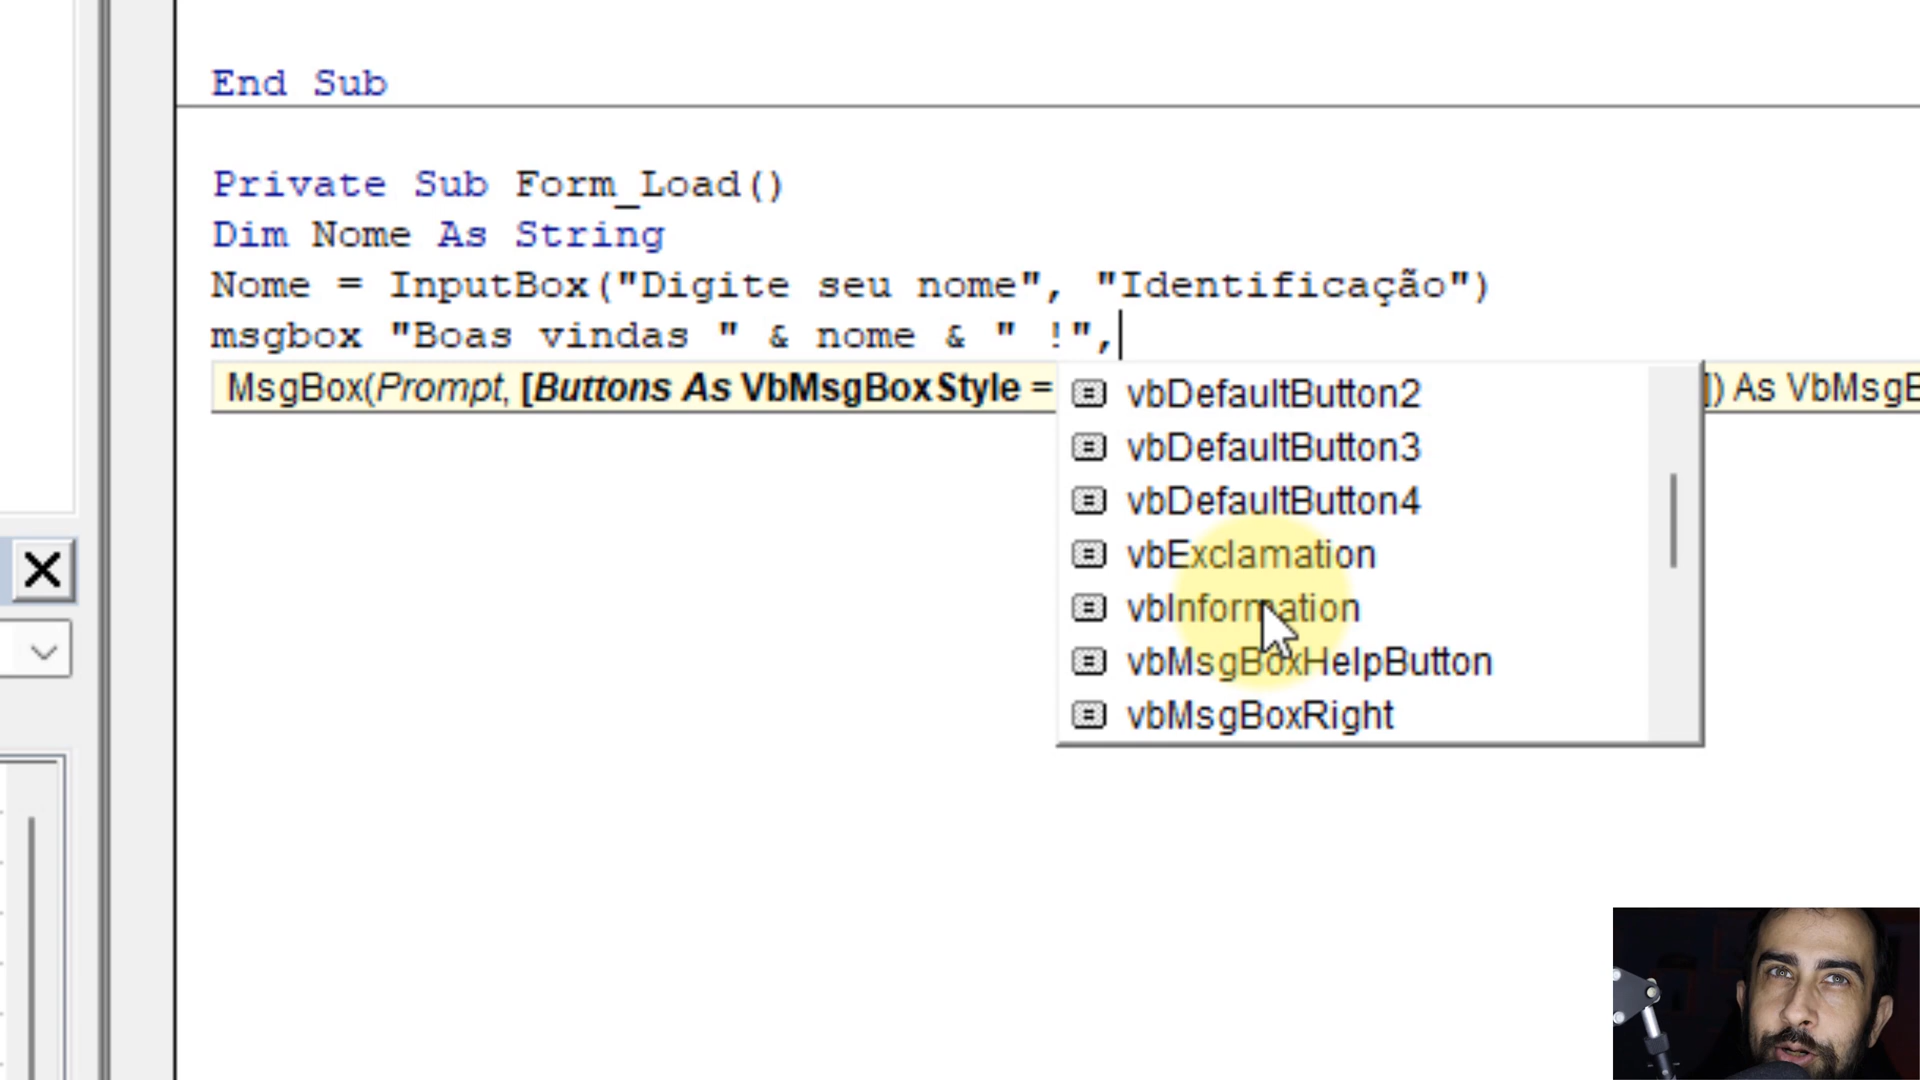 End Sub
Private Sub Form_Load()
Dim Nome As String
Nome = InputBox("Digite seu nome", "Identificação")
msgbox "Boas vindas " & nome & " !",
MsgBox(Prompt, [Buttons As VbMsgBoxStyle = ]) As VbMsgB
vbDefaultButton2
vbDefaultButton3
vbDefaultButton4
vbExclamation
vbInformation
vbMsgBoxHelpButton
vbMsgBoxRight